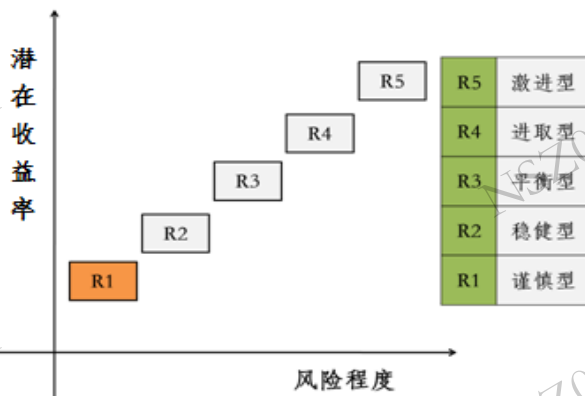 潜在收益率
R5
R4
R3
R2
R1
风险程度
R5 激进型
R4 进取型
R3 平衡型
R2 稳健型
R1 谨慎型